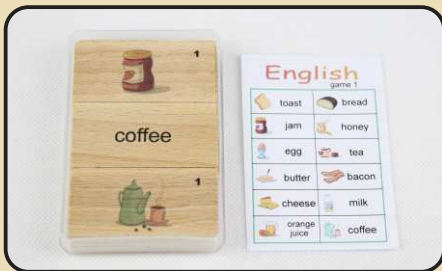 1
coffee
1
English
game 1
toast bread
jam honey
egg tea
butter bacon
cheese milk
orange juice coffee